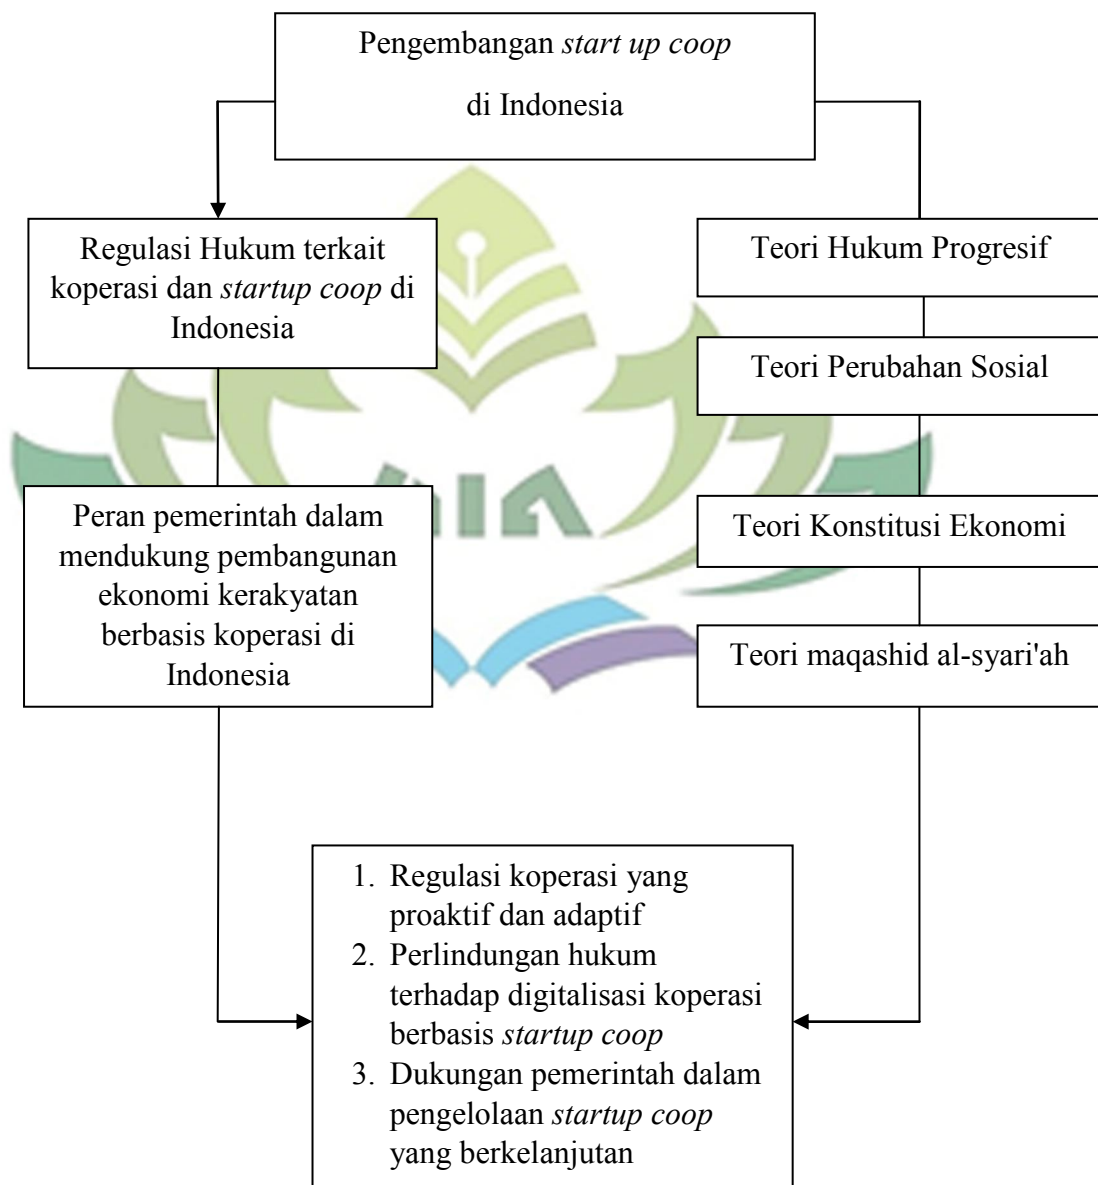 Pengembangan start up coop
di Indonesia
Regulasi Hukum terkait
koperasi dan startup coop di
Indonesia
Peran pemerintah dalam
mendukung pembangunan
ekonomi kerakyatan
berbasis koperasi di
Indonesia
Teori Hukum Progresif
Teori Perubahan Sosial
Teori Konstitusi Ekonomi
Teori maqashid al-syari'ah
1. Regulasi koperasi yang
proaktif dan adaptif
2. Perlindungan hukum
terhadap digitalisasi koperasi
berbasis startup coop
3. Dukungan pemerintah dalam
pengelolaan startup coop
yang berkelanjutan